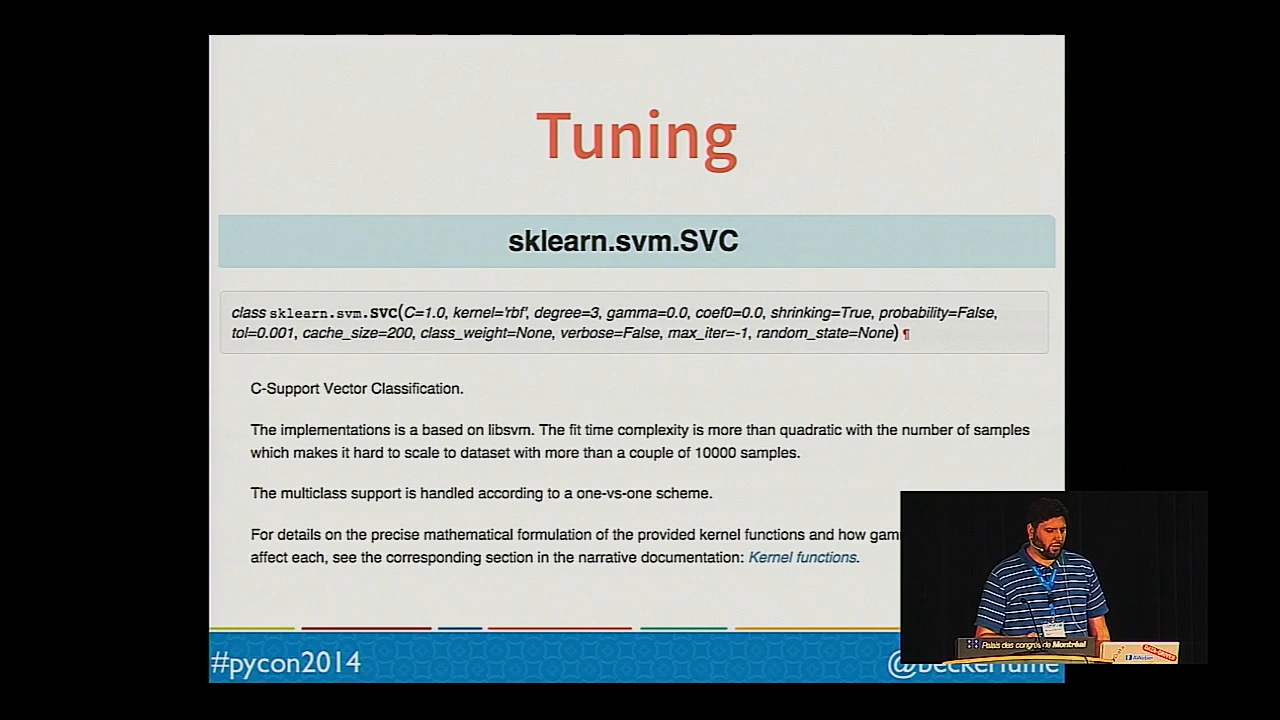 Tuning
sklearn.svm.SVC
class sklearn.svm.SVC(C=1.0, kernel='rbf', degree=3, gamma=0.0, coef0=0.0, shrinking=True, probability=False,
tol=0.001, cache_size=200, class_weight=None, verbose=False, max_iter=-1, random_state=None) ¶
C-Support Vector Classification.
The implementations is a based on libsvm. The fit time complexity is more than quadratic with the number of samples
which makes it hard to scale to dataset with more than a couple of 10000 samples.
The multiclass support is handled according to a one-vs-one scheme.
For details on the precise mathematical formulation of the provided kernel functions and how gam
affect each, see the corresponding section in the narrative documentation: Kernel functions.
#pycon2014
Palais des congrès de Montréal